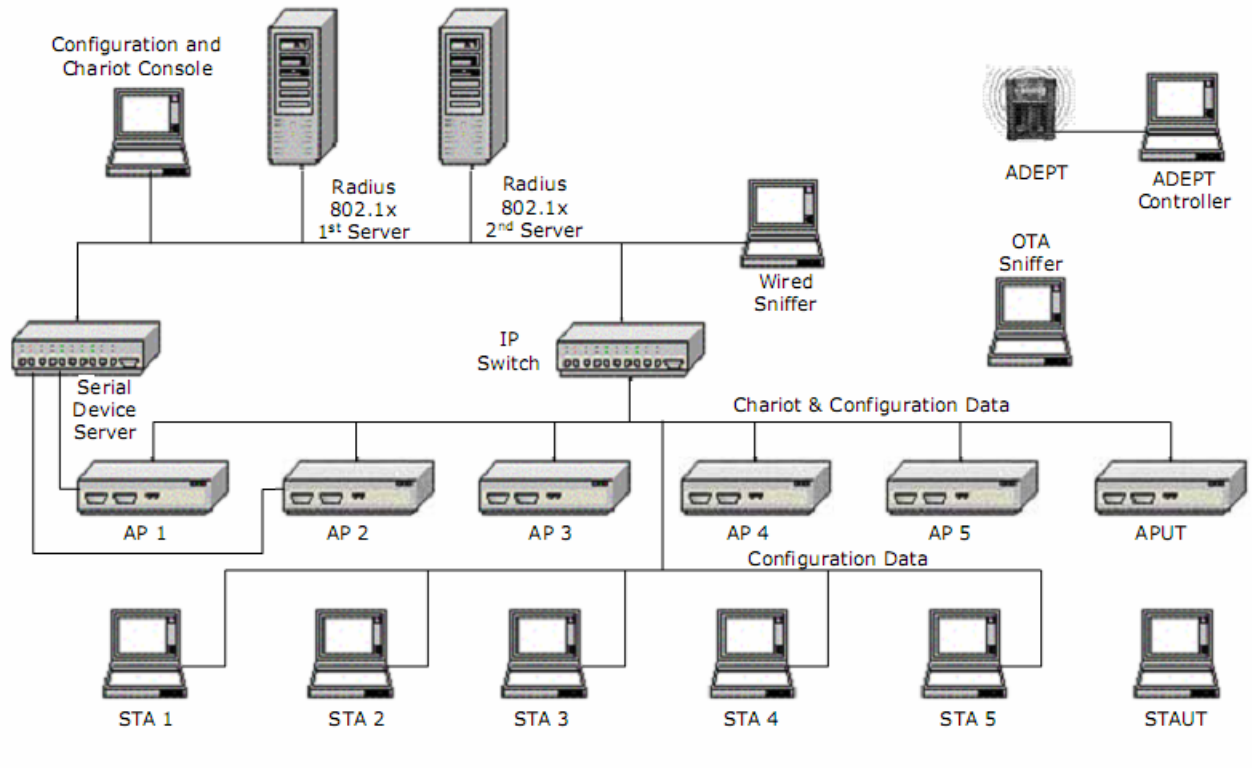 Configuration and
Chariot Console
Radius
802.1x
1st Server
Radius
802.1x
2nd Server
ADEPT
ADEPT
Controller
OTA
Sniffer
Wired
Sniffer
IP
Switch
Serial
Device
Server
Chariot & Configuration Data
AP 1
AP 2
AP 3
AP 4
AP 5
APUT
Configuration Data
STA 1
STA 2
STA 3
STA 4
STA 5
STAUT